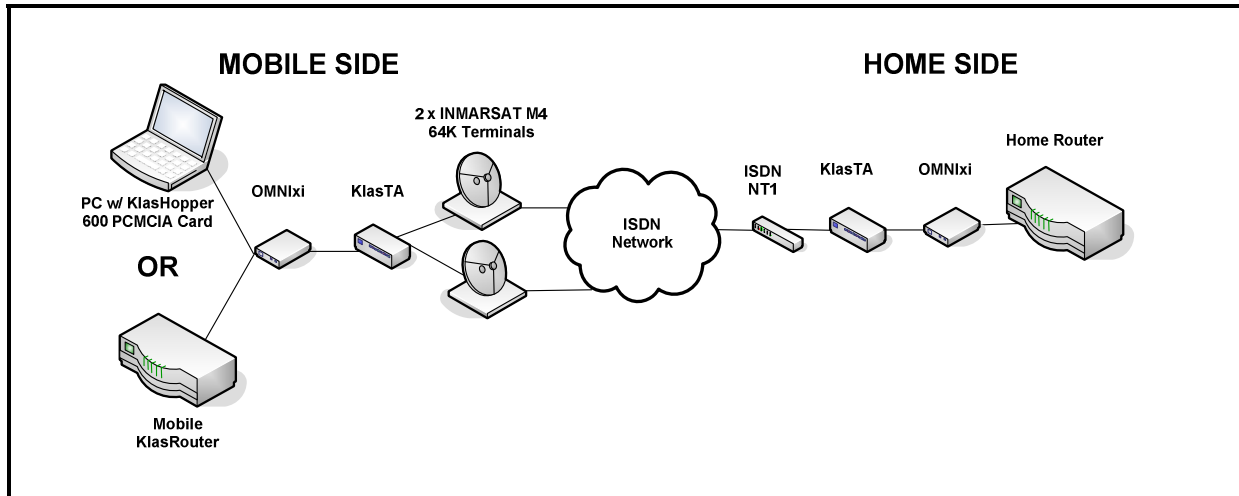 MOBILE SIDE
HOME SIDE
2 x INMARSAT M4
64K Terminals
Home Router
ISDN
NT1
KlasTA
OMNIxi
OMNIxi
KlasTA
PC w/ KlasHopper
600 PCMCIA Card
ISDN
Network
OR
Mobile
KlasRouter